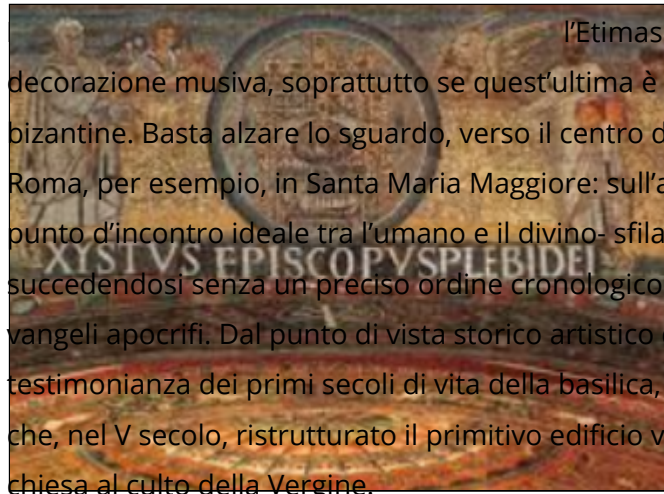 l'Etimas
decorazione musiva, soprattutto se quest'ultima è
bizantine. Basta alzare lo sguardo, verso il centro d
Roma, per esempio, in Santa Maria Maggiore: sull'a
punto d'incontro ideale tra l'umano e il divino- sfila
XYSTVS EPISCOPVSPLEBIDEI
succedendosi senza un preciso ordine cronologico
vangeli apocrifi. Dal punto di vista storico artistico
testimonianza dei primi secoli di vita della basilica,
che, nel V secolo, ristrutturato il primitivo edificio v
chiesa al culto della Vergine.